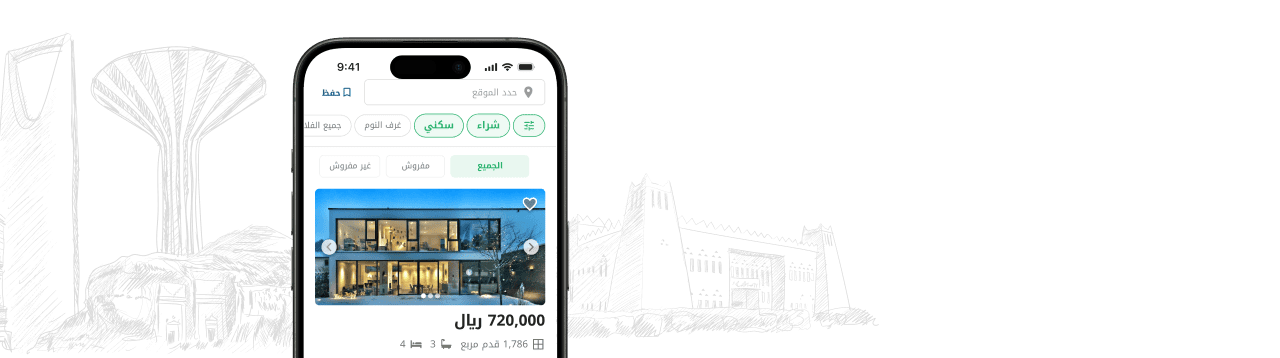 9:41
حدد الموقع
حفظ
شراء
سكني
غرف النوم
جميع الفلا
الجميع
مفروش
غير مفروش
720,000 ريال
1,786 قدم مربع 3 4